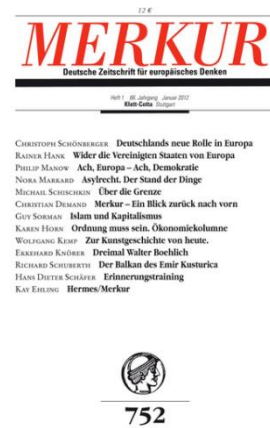 12 €
MERKUR
Deutsche Zeitschrift für europäisches Denken
Heft 1 66. Jahrgang Januar 2012
Klett-Cotta Stuttgart
CHRISTOPH SCHÖNBERGER Deutschlands neue Rolle in Europa
RAINER HANK Wider die Vereinigten Staaten von Europa
PHILIP MANOW Ach, Europa – Ach, Demokratie
NORA MARKARD Asylrecht. Der Stand der Dinge
MICHAIL SCHISCHKIN Über die Grenze
CHRISTIAN DEMAND Merkur – Ein Blick zurück nach vorn
GUY SORMAN Islam und Kapitalismus
KAREN HORN Ordnung muss sein. Ökonomiekolumne
WOLFGANG KEMP Zur Kunstgeschichte von heute.
EKKEHARD KNÖRER Dreimal Walter Boehlich
RICHARD SCHUBERTH Der Balkan des Emir Kusturica
HANS DIETER SCHÄFER Erinnerungstraining
KAY EHLING Hermes/Merkur
752